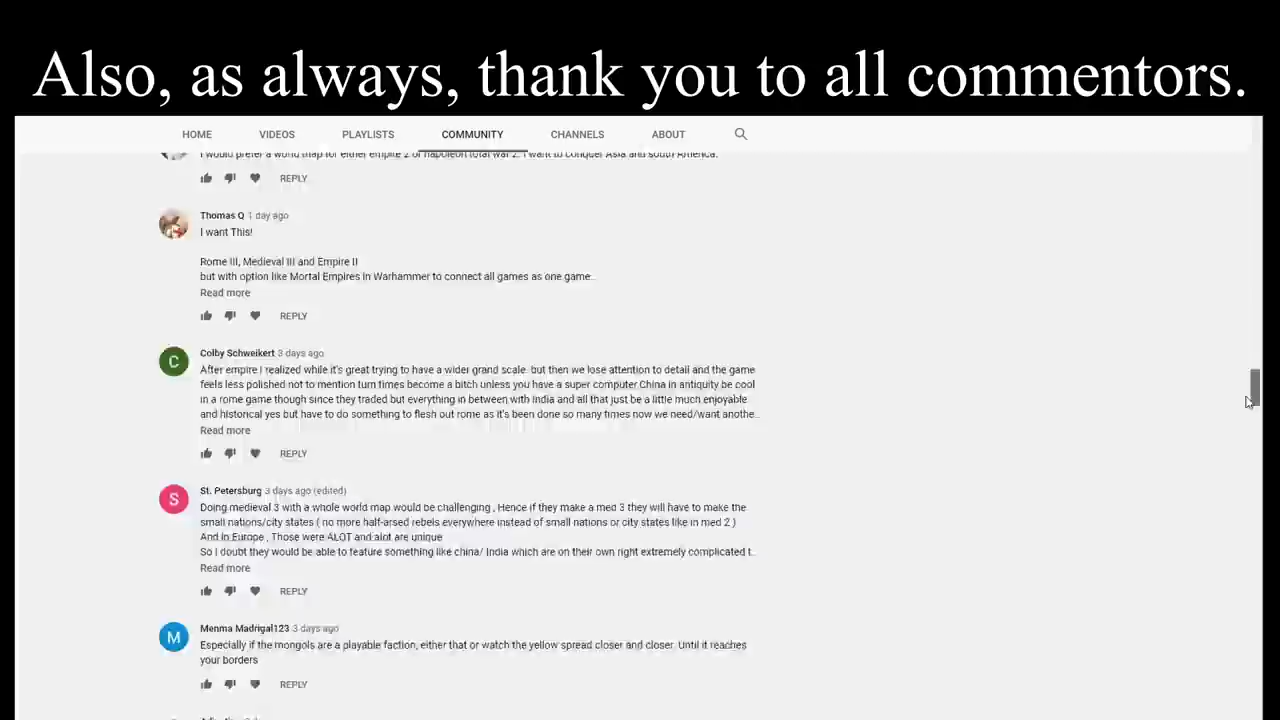 Also, as always, thank you to all commentors.
HOME VIDEOS PLAYLISTS COMMUNITY CHANNELS ABOUT
I would prefer a world map for either empire 2 or napoleon total war 2. I want to conquer Asia and south America.
REPLY
Thomas Q 1 day ago
I want This!
Rome III, Medieval III and Empire II
but with option like Mortal Empires in Warhammer to connect all games as one game...
Read more
REPLY
C
Colby Schweikert 3 days ago
After empire I realized while it's great trying to have a wider grand scale. but then we lose attention to detail and the game
feels less polished not to mention turn times become a bitch unless you have a super computer.China in antiquity be cool
in a rome game though since they traded but everything in between with India and all that just be a little much enjoyable
and historical yes but have to do something to flesh out rome as it's been done so many times now we need/want anothe...
Read more
REPLY
S
St. Petersburg 3 days ago (edited)
Doing medieval 3 with a whole world map would be challenging , Hence if they make a med 3 they will have to make the
small nations/city states ( no more half-arsed rebels everywhere instead of small nations or city states like in med 2 )
And in Europe , Those were ALOT and alot are unique
So I doubt they would be able to feature something like china/ India which are on their own right extremely complicated t...
Read more
REPLY
M
Menma Madrigal123 3 days ago
Especially if the mongols are a playable faction, either that or watch the yellow spread closer and closer. Until it reaches
your borders
REPLY